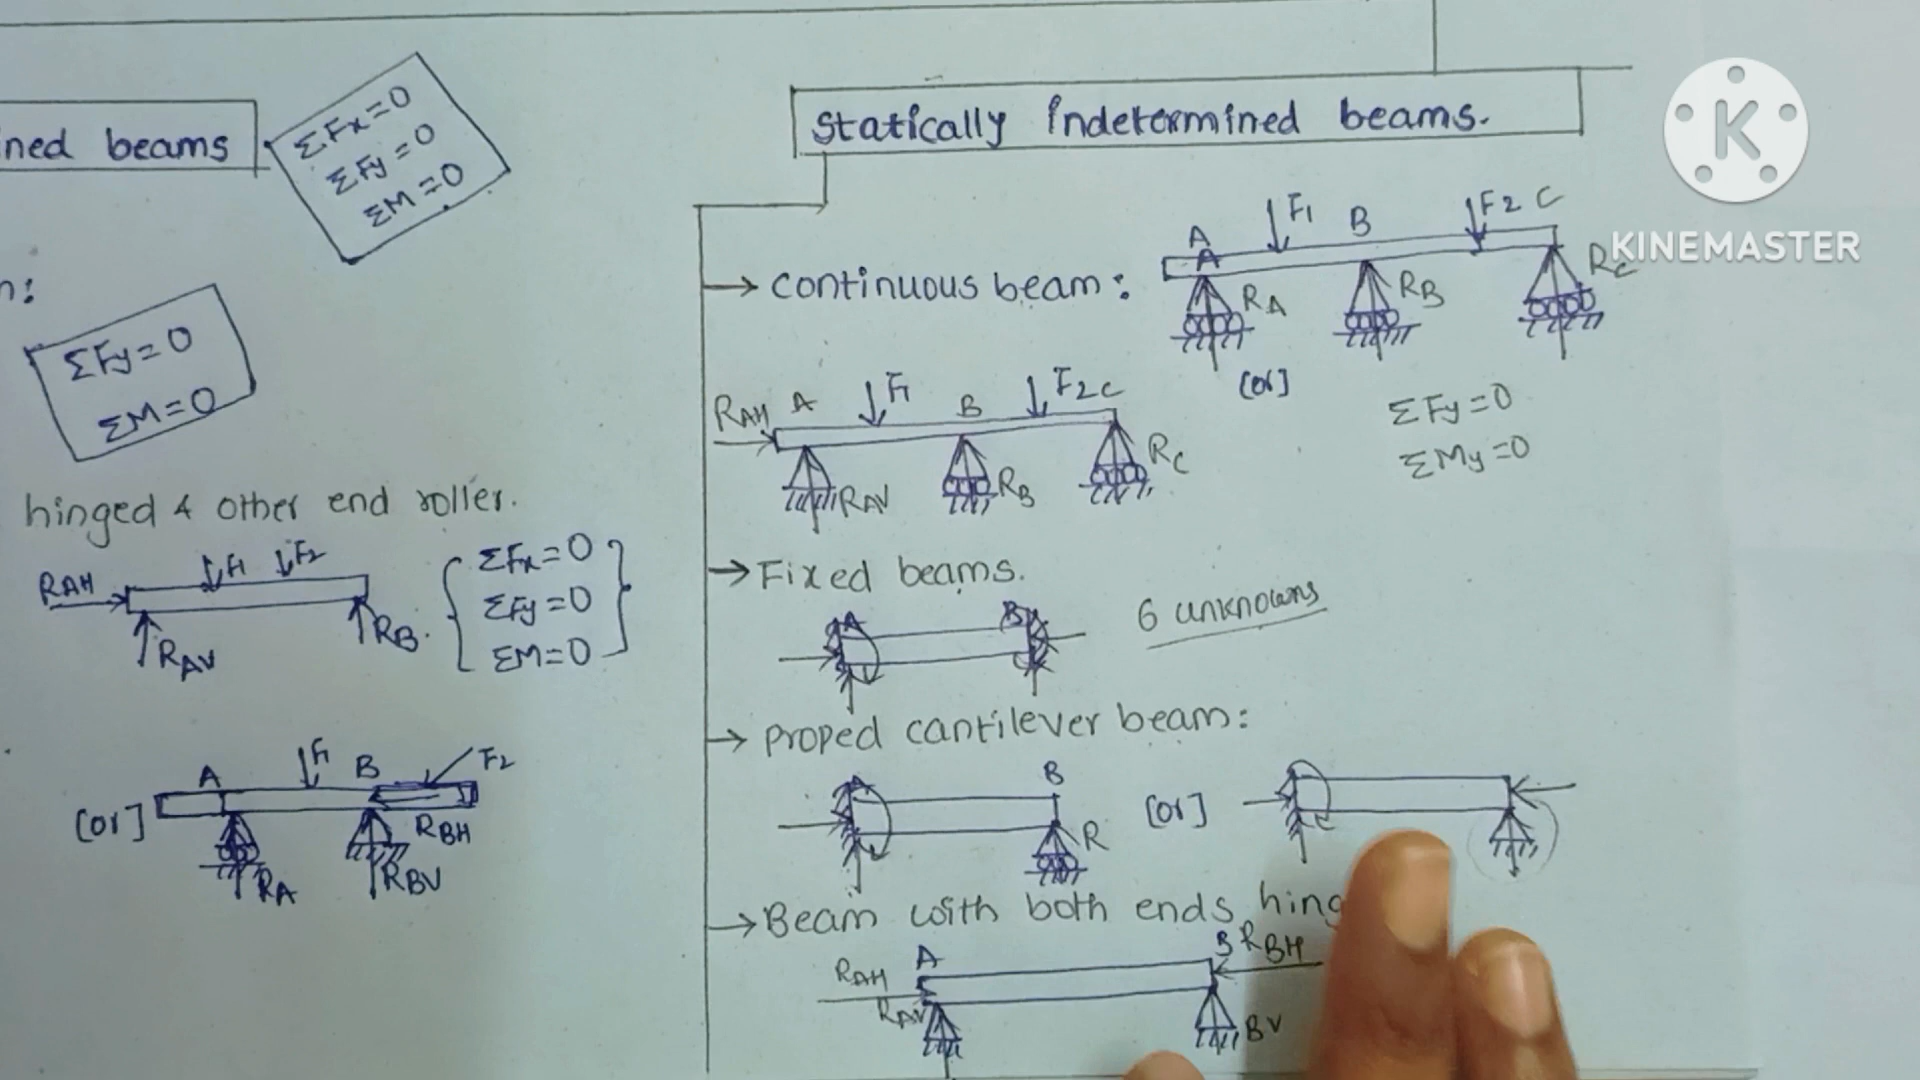 ned beams
ΣFx=0
ΣFy=0
ΣM=0
n:
ΣFy=0
ΣM=0
hinged & other end roller.
RAH
F1
F2
RAV
RB.
ΣFx=0
ΣFy=0
ΣM=0
[or]
A
F1
B
F2
RA
RBV
RBH
Statically Indetermined beams.
→ Continuous beam:
A
A
F1
B
F2 C
RA
RB
RC
[or]
ΣFy=0
ΣMy=0
RAH
A
F1
B
F2 C
RAV
RB
RC
→ Fixed beams.
A
B
6 unknowns
→ Proped cantilever beam:
A
B
R
[or]
→ Beam with both ends hing
RAH
A
RAV
B
RBH
BV
K
KINEMASTER